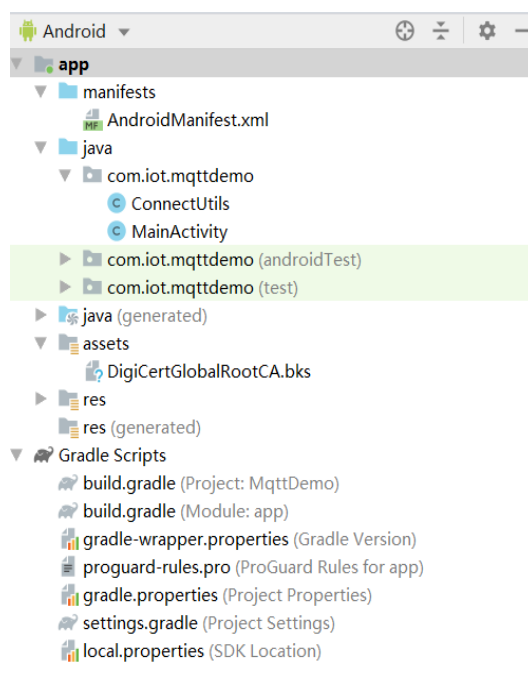 Android
app
manifests
MF AndroidManifest.xml
java
com.iot.mqttdemo
C ConnectUtils
C MainActivity
com.iot.mqttdemo (androidTest)
com.iot.mqttdemo (test)
java (generated)
assets
? DigiCertGlobalRootCA.bks
res
res (generated)
Gradle Scripts
build.gradle (Project: MqttDemo)
build.gradle (Module: app)
gradle-wrapper.properties (Gradle Version)
proguard-rules.pro (ProGuard Rules for app)
gradle.properties (Project Properties)
settings.gradle (Project Settings)
local.properties (SDK Location)